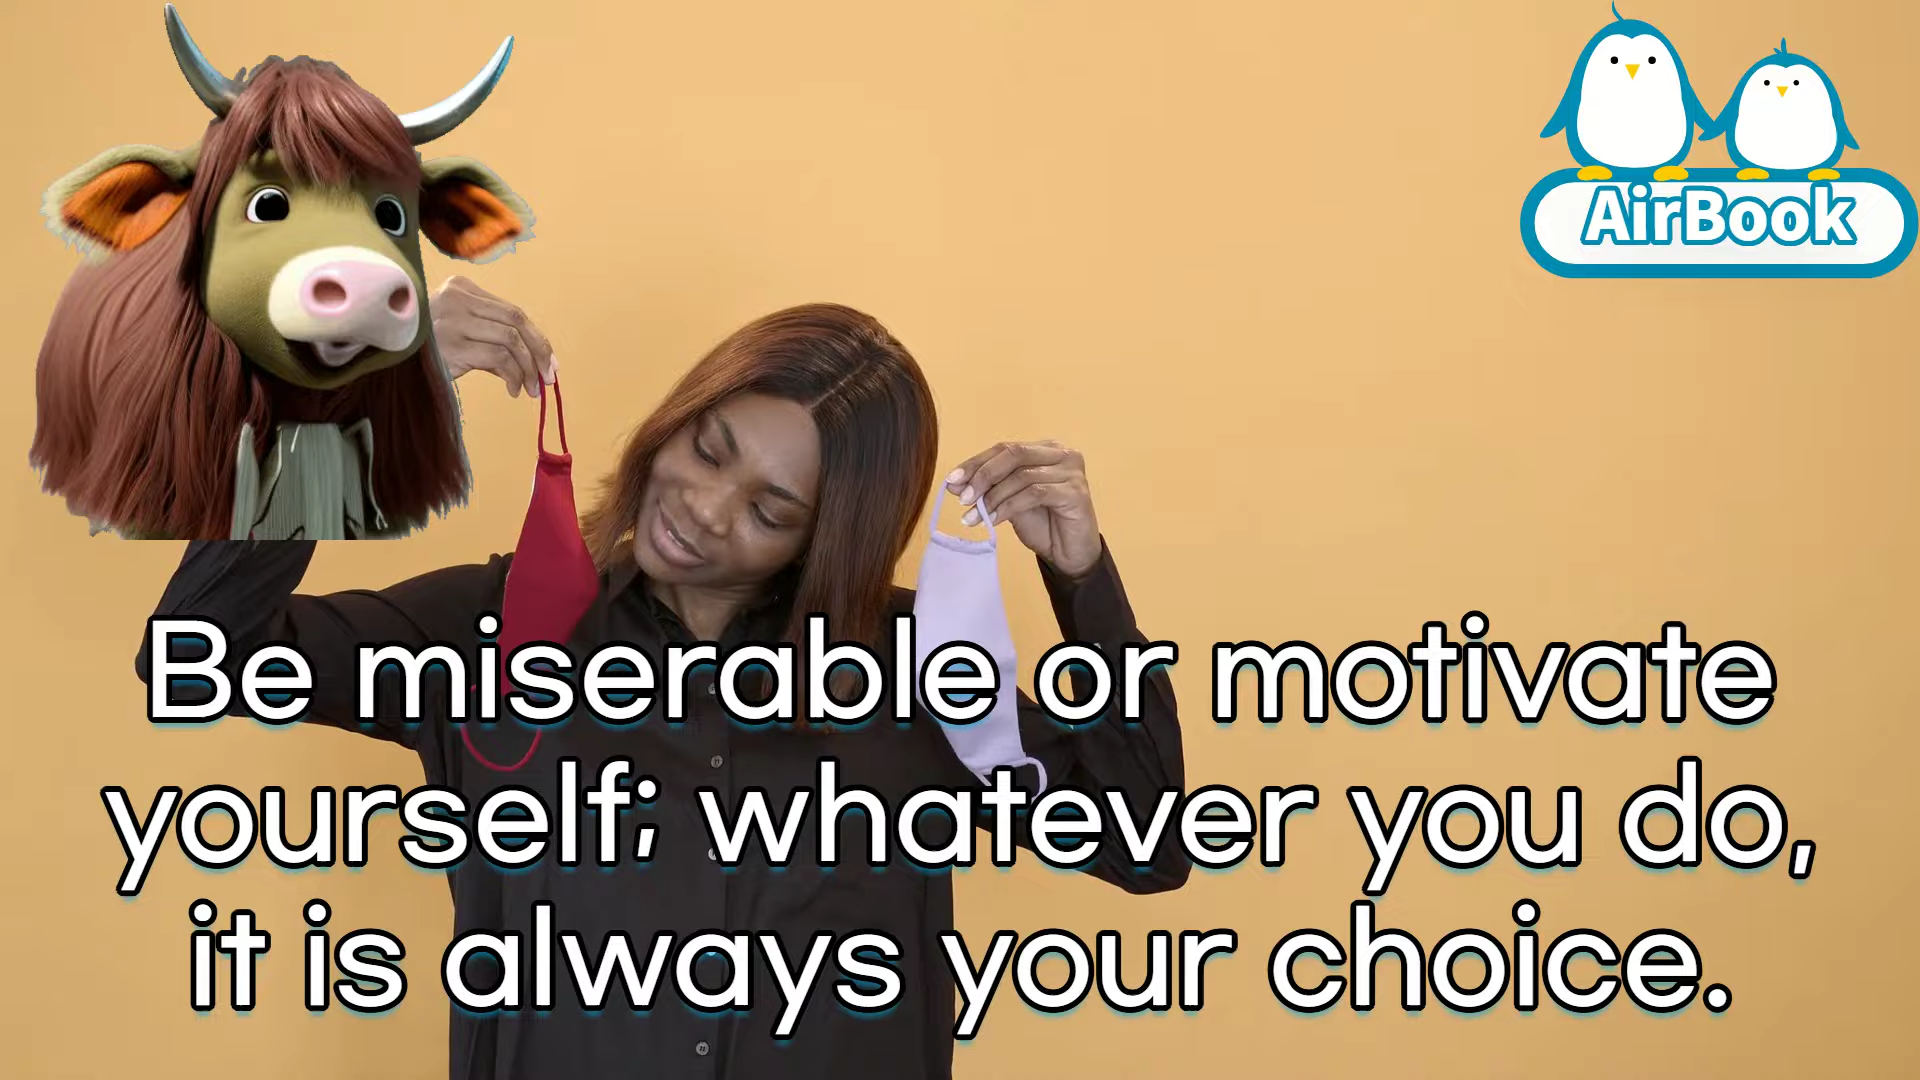 AirBook
Be miserable or motivate
yourself; whatever you do,
it is always your choice.